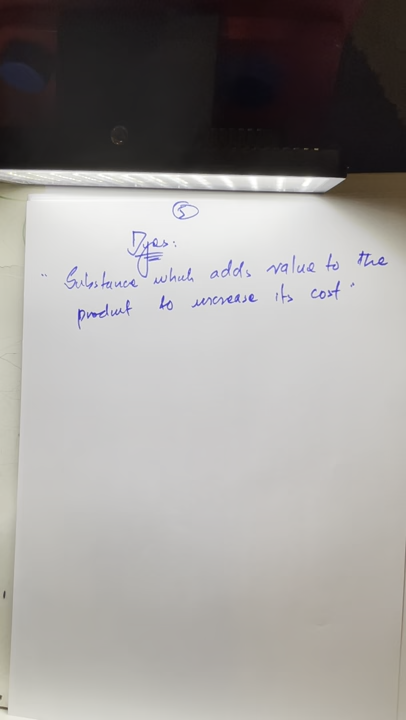 5
Dyes:
"Substance which adds value to the
product to increase its cost"